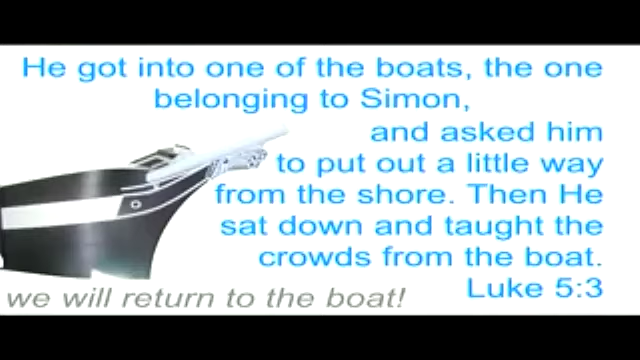 He got into one of the boats, the one
belonging to Simon,
and asked him
to put out a little way
from the shore. Then He
sat down and taught the
crowds from the boat.
Luke 5:3
we will return to the boat!